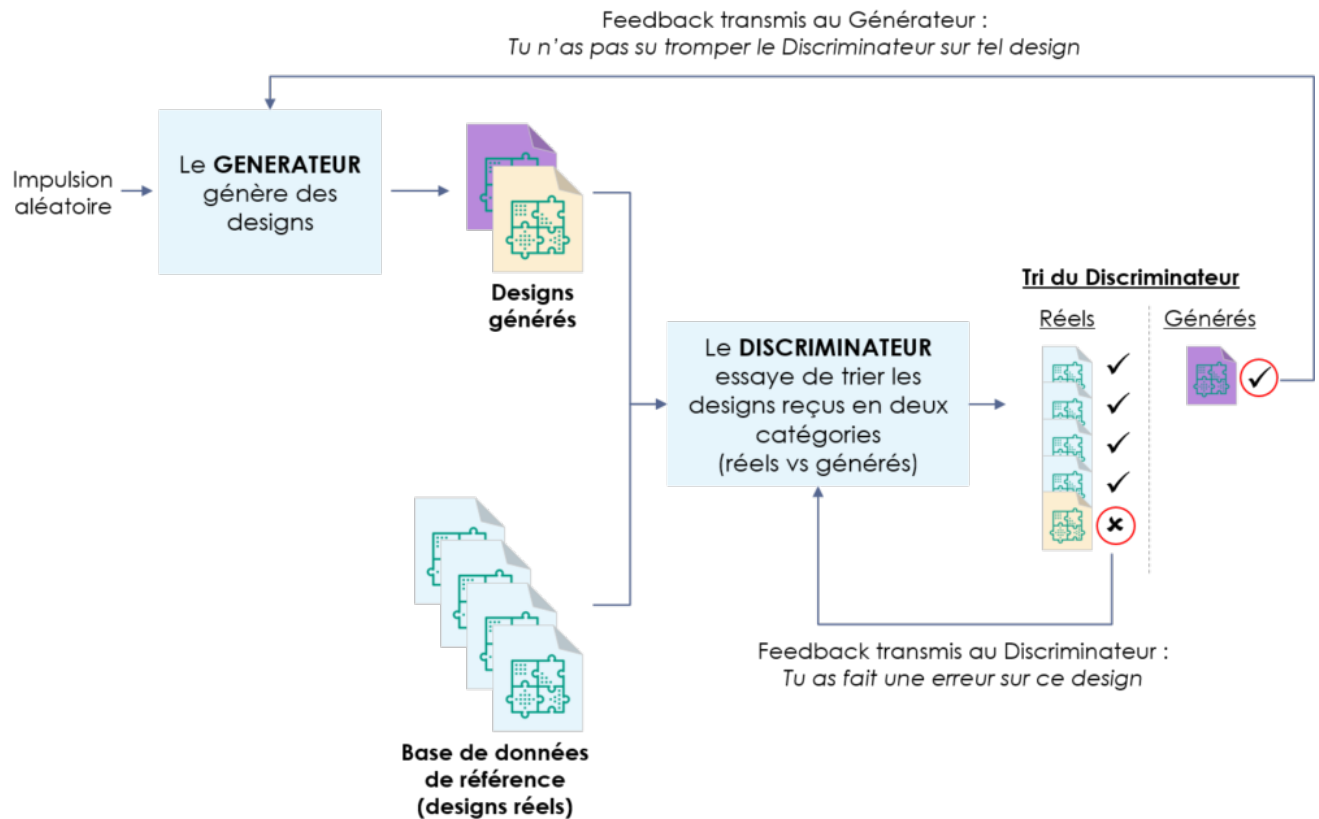 Feedback transmis au Générateur :
Tu n'as pas su tromper le Discriminateur sur tel design
Impulsion
aléatoire
Le GENERATEUR
génère des
designs
Designs
générés
Base de données
de référence
(designs réels)
Le DISCRIMINATEUR
essaye de trier les
designs reçus en deux
catégories
(réels vs générés)
Tri du Discriminateur
Réels
Générés
Feedback transmis au Discriminateur :
Tu as fait une erreur sur ce design